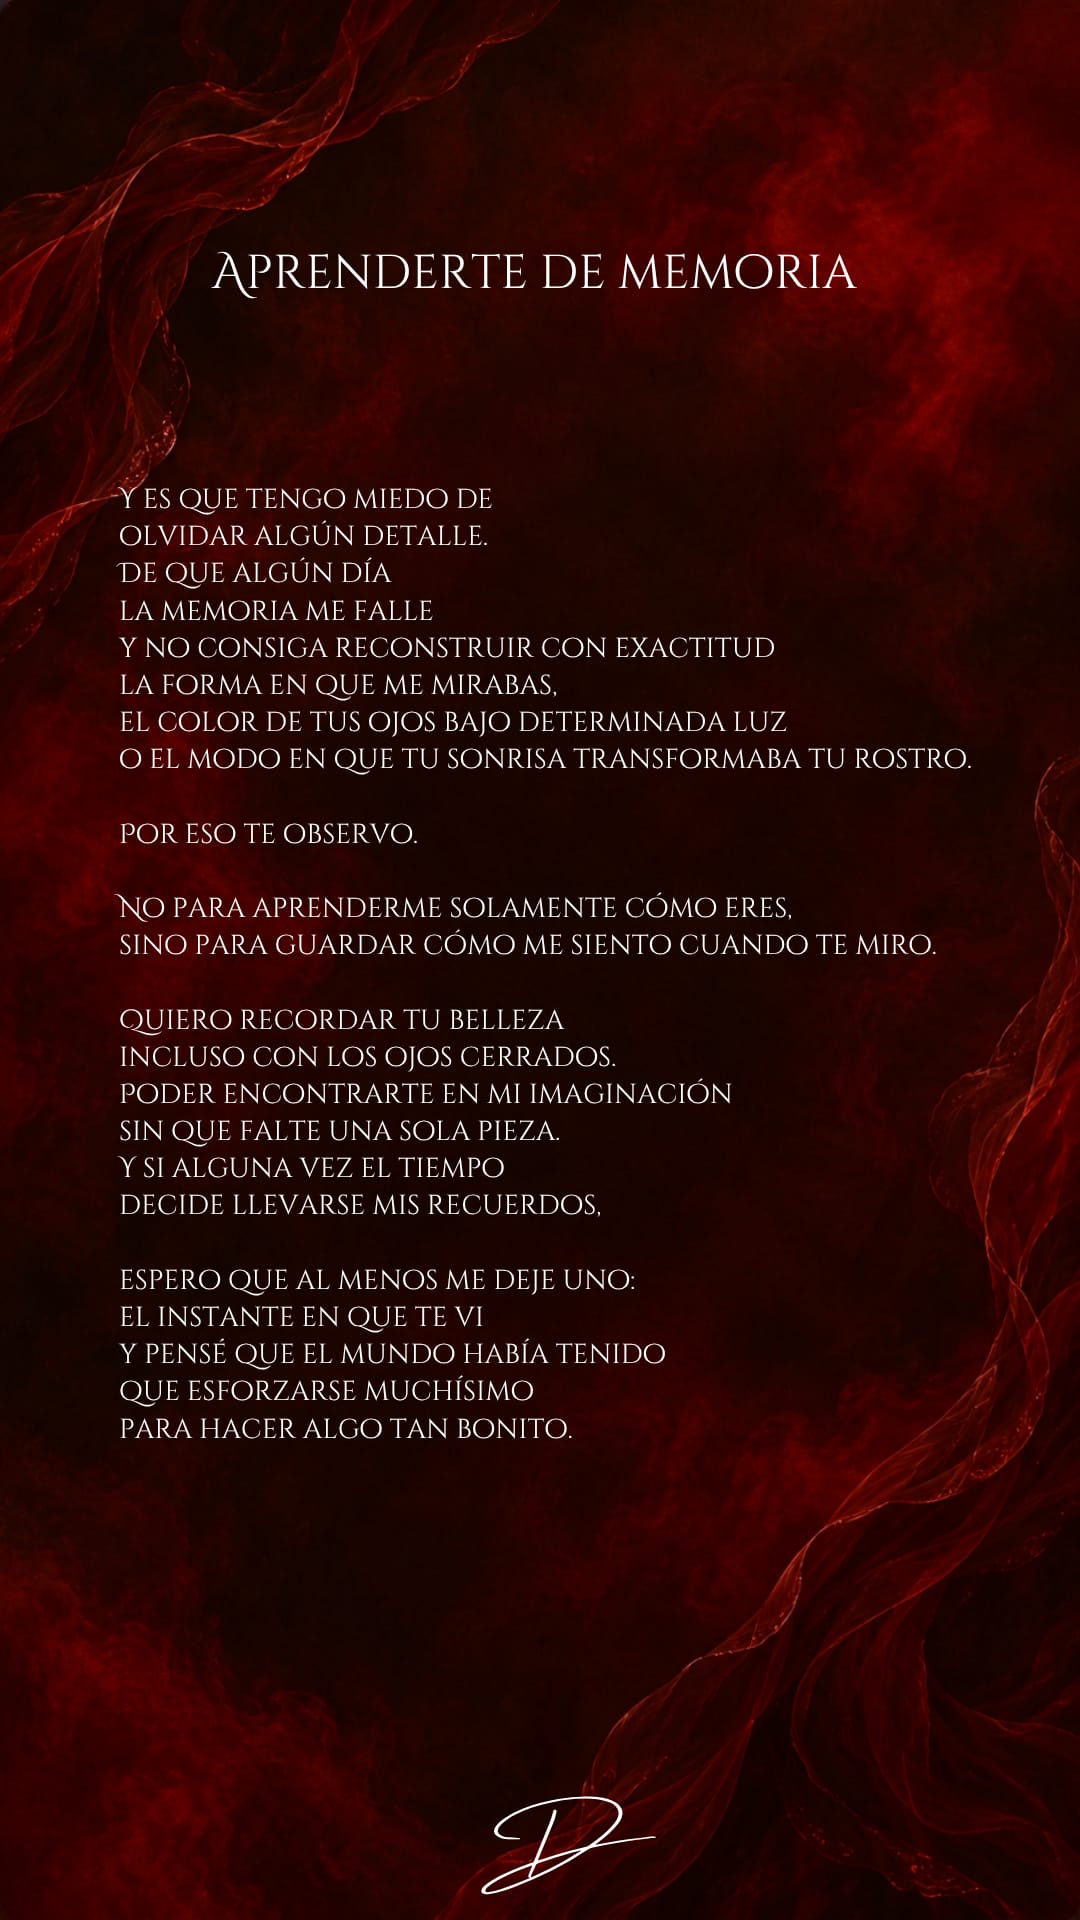 Aprenderte de memoria
Y es que tengo miedo de
olvidar algún detalle.
De que algún día
la memoria me falle
y no consiga reconstruir con exactitud
la forma en que me mirabas,
el color de tus ojos bajo determinada luz
o el modo en que tu sonrisa transformaba tu rostro.
Por eso te observo.
No para aprenderme solamente cómo eres,
sino para guardar cómo me siento cuando te miro.
Quiero recordar tu belleza
incluso con los ojos cerrados.
Poder encontrarte en mi imaginación
sin que falte una sola pieza.
Y si alguna vez el tiempo
decide llevarse mis recuerdos,
espero que al menos me deje uno:
el instante en que te vi
y pensé que el mundo había tenido
que esforzarse muchísimo
para hacer algo tan bonito.
D